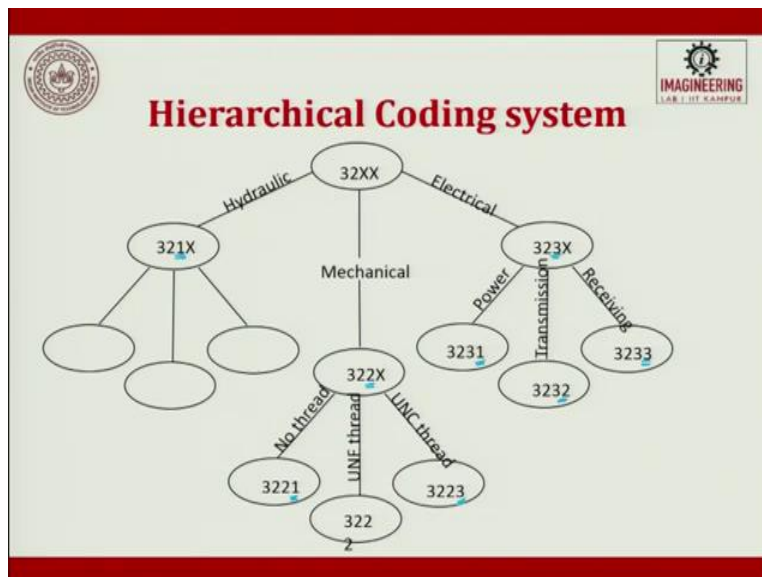 IMAGINEERING
LAB | IIT KANPUR
Hierarchical Coding system
32XX
Hydraulic
Electrical
321X
323X
Mechanical
Power
Transmission
Receiving
3231
3232
3233
322X
No thread
UNF thread
UNC thread
3221
322
2
3223